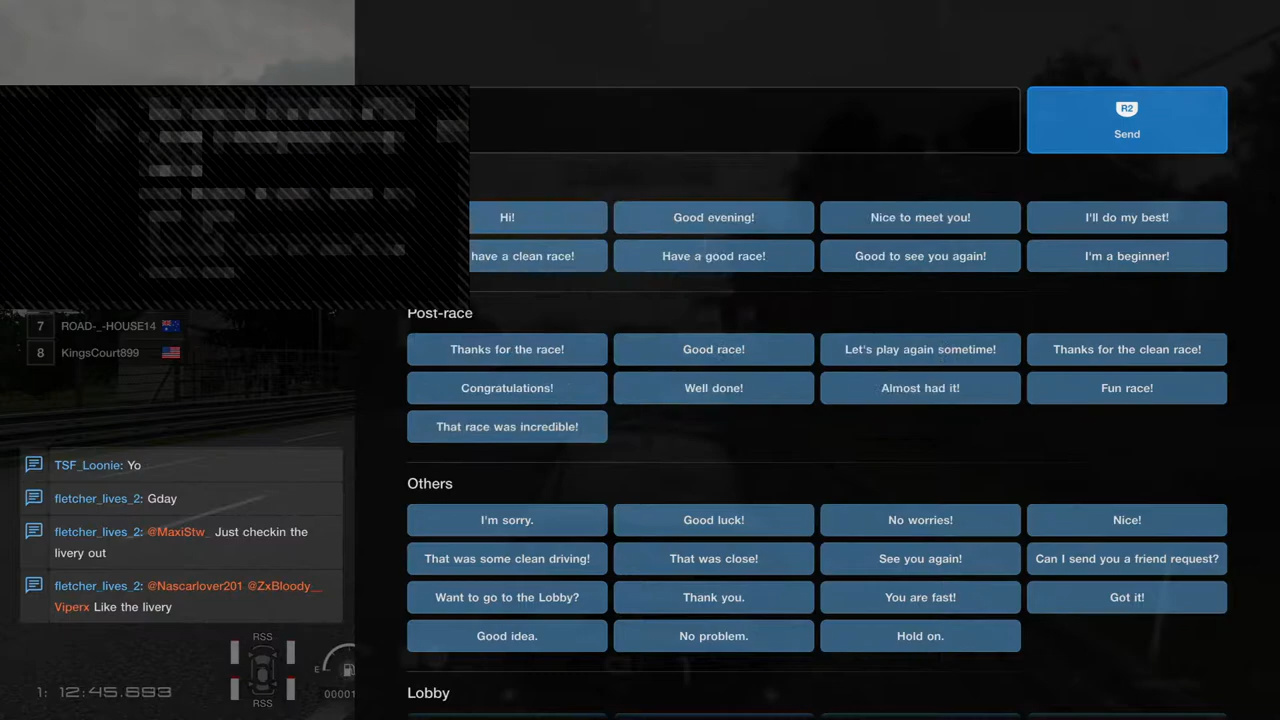 R2
Send
Hi!
Good evening!
Nice to meet you!
I'll do my best!
have a clean race!
Have a good race!
Good to see you again!
I'm a beginner!
Post-race
Thanks for the race!
Good race!
Let's play again sometime!
Thanks for the clean race!
Congratulations!
Well done!
Almost had it!
Fun race!
That race was incredible!
Others
I'm sorry.
Good luck!
No worries!
Nice!
That was some clean driving!
That was close!
See you again!
Can I send you a friend request?
Want to go to the Lobby?
Thank you.
You are fast!
Got it!
Good idea.
No problem.
Hold on.
Lobby
7 ROAD-_-HOUSE14
8 KingsCourt899
TSF_Loonie: Yo
fletcher_lives_2: Gday
fletcher_lives_2: @MaxiStw_ Just checkin the
livery out
fletcher_lives_2: @Nascarlover201 @ZxBloody__
Viperx Like the livery
RSS
E
1: 12:45.693
RSS
00001